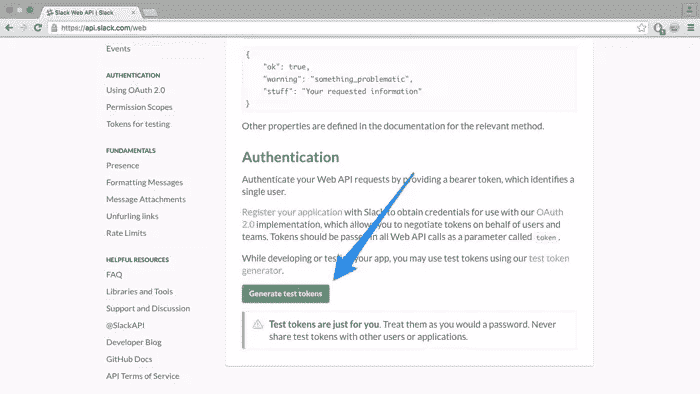 Slack Web API | Slack
https://api.slack.com/web
Events
AUTHENTICATION
Using OAuth 2.0
Permission Scopes
Tokens for testing
FUNDAMENTALS
Presence
Formatting Messages
Message Attachments
Unfurling links
Rate Limits
HELPFUL RESOURCES
FAQ
Libraries and Tools
Support and Discussion
@SlackAPI
Developer Blog
GitHub Docs
API Terms of Service
{
"ok": true,
"warning": "something_problematic",
"stuff": "Your requested information"
}
Other properties are defined in the documentation for the relevant method.
Authentication
Authenticate your Web API requests by providing a bearer token, which identifies a
single user.
Register your application with Slack to obtain credentials for use with our OAuth
2.0 implementation, which allows you to negotiate tokens on behalf of users and
teams. Tokens should be passed in all Web API calls as a parameter called token.
While developing or testing your app, you may use test tokens using our test token
generator.
Generate test tokens
Test tokens are just for you. Treat them as you would a password. Never
share test tokens with other users or applications.